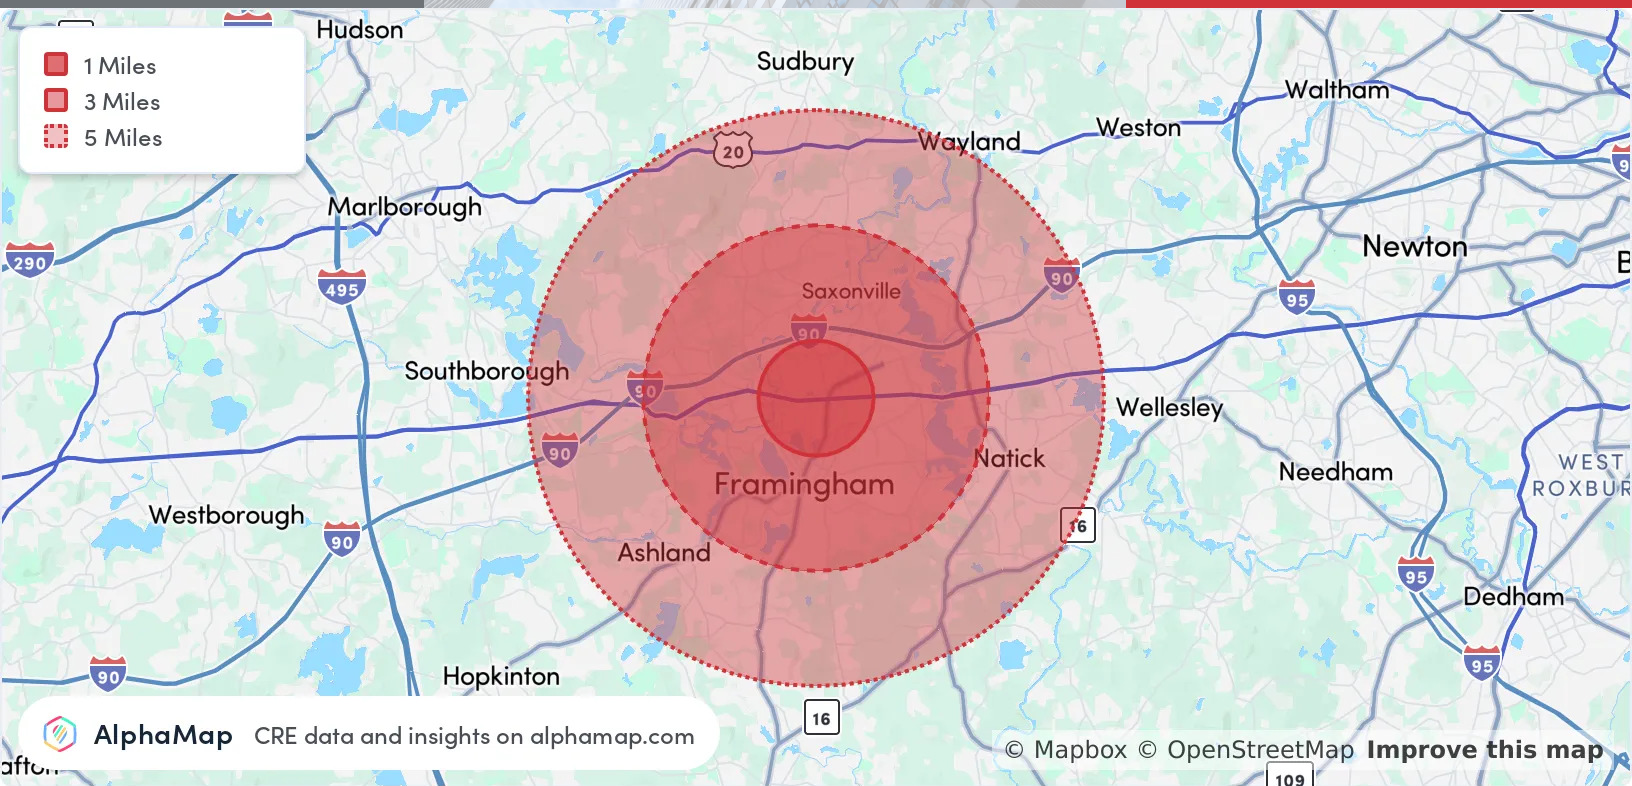 Hudson
1 Miles
3 Miles
5 Miles
Sudbury
Waltham
Weston
Wayland
20
Marlborough
290
495
Newton
90
95
Saxonville
90
Southborough
90
90
Wellesley
Natick
Needham
WEST
Framingham
Westborough
16
90
Ashland
95
Dedham
90
95
Hopkinton
16
AlphaMap CRE data and insights on alphamap.com
© Mapbox © OpenStreetMap Improve this map
109